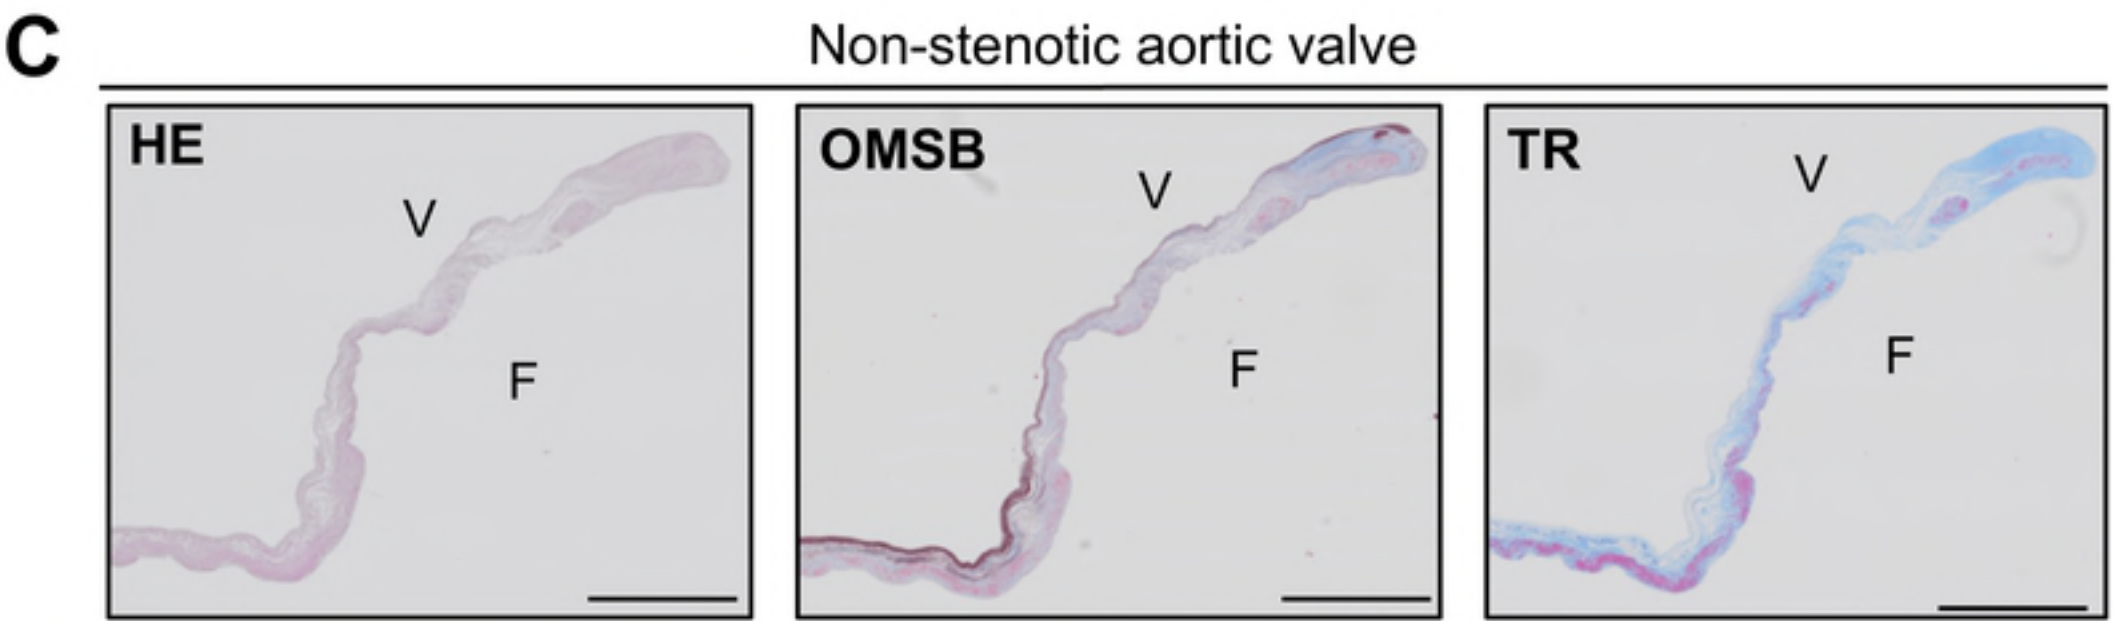 C
Non-stenotic aortic valve
HE
OMSB
TR
V
V
V
F
F
F